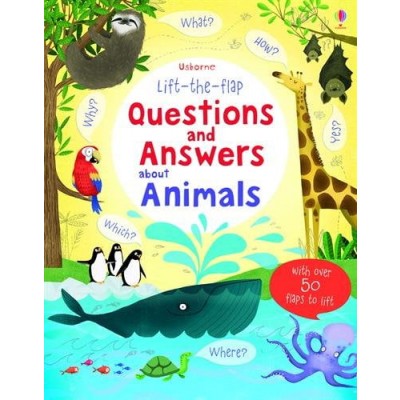 What?
How?
Usborne
Lift-the-flap
Questions
and
Answers
about
Animals
Why?
Yes?
Which?
with over
50
flaps to lift
Where?